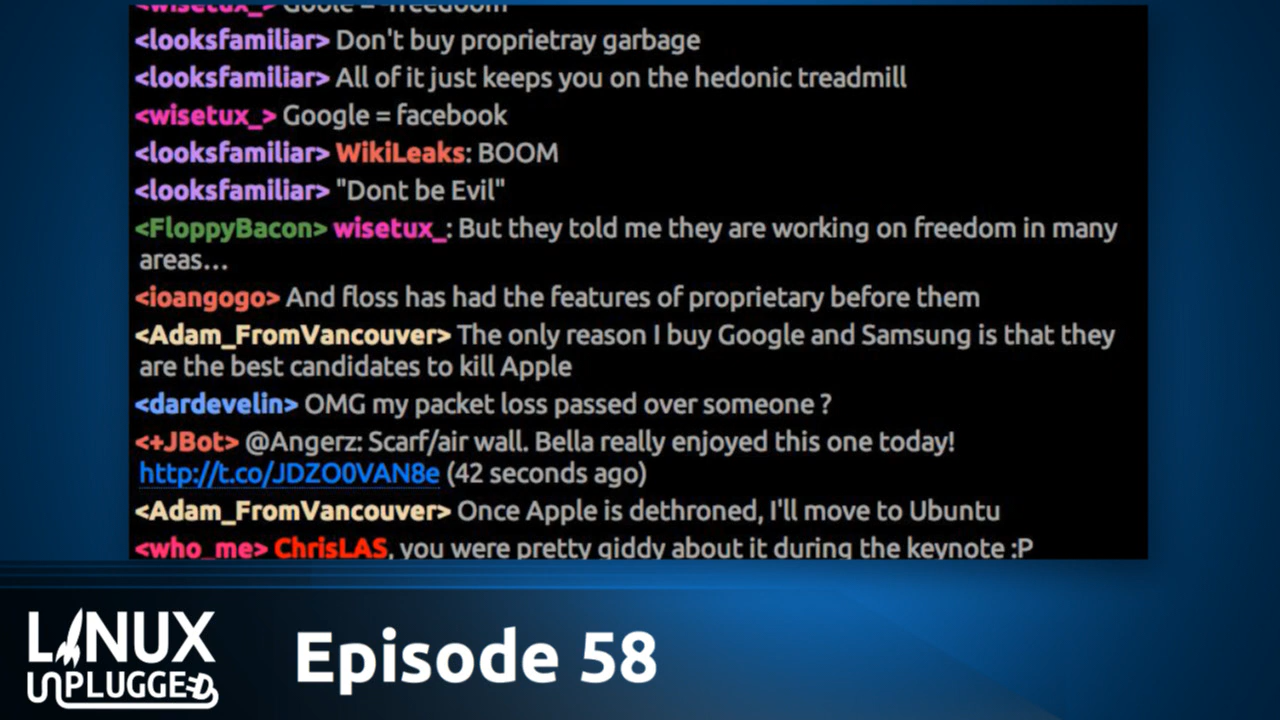 <wisetux_> Goole = "freedoom"
<looksfamiliar> Don't buy proprietray garbage
<looksfamiliar> All of it just keeps you on the hedonic treadmill
<wisetux_> Google = facebook
<looksfamiliar> WikiLeaks: BOOM
<looksfamiliar> "Dont be Evil"
<FloppyBacon> wisetux_: But they told me they are working on freedom in many
areas...
<ioangogo> And floss has had the features of proprietary before them
<Adam_FromVancouver> The only reason I buy Google and Samsung is that they
are the best candidates to kill Apple
<dardevelin> OMG my packet loss passed over someone ?
<+JBot> @Angerz: Scarf/air wall. Bella really enjoyed this one today!
http://t.co/JDZO0VAN8e (42 seconds ago)
<Adam_FromVancouver> Once Apple is dethroned, I'll move to Ubuntu
<who_me> ChrisLAS, you were pretty giddy about it during the keynote :P
LINUX
UNPLUGGED
Episode 58